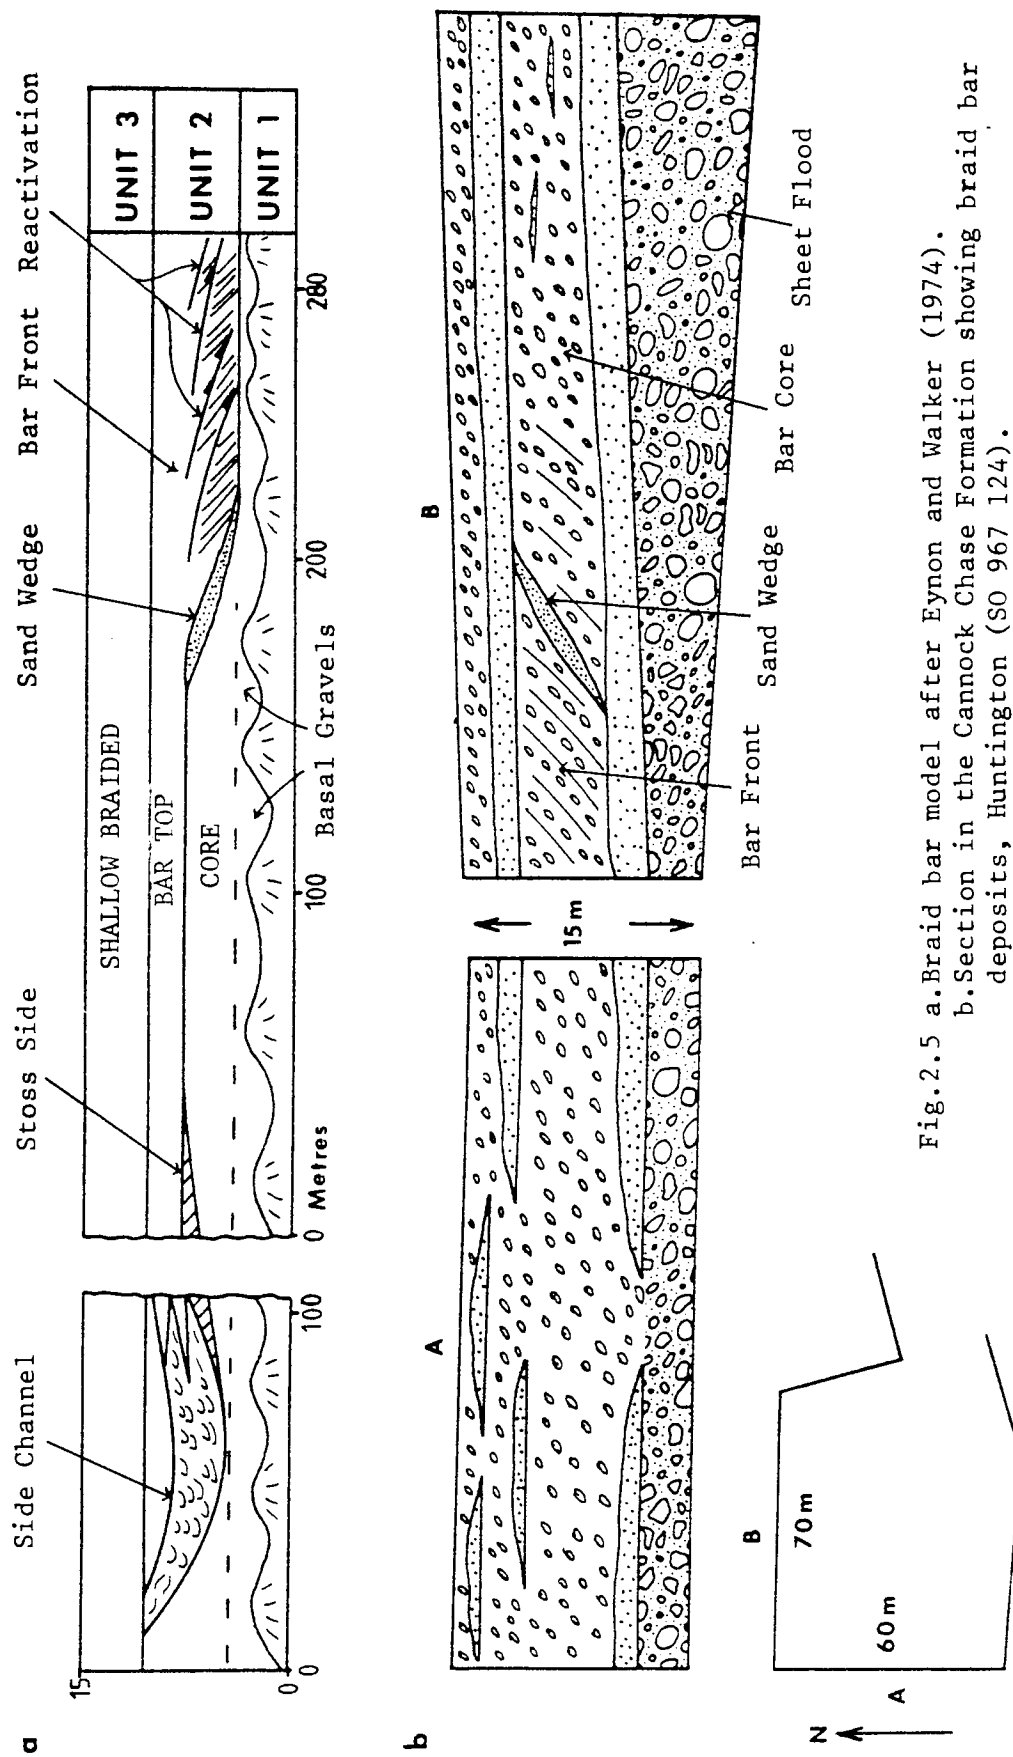 a
Side Channel
Stoss Side
Sand Wedge
Bar Front
Reactivation
15
0
SHALLOW BRAIDED
BAR TOP
CORE
UNIT 3
UNIT 2
UNIT 1
0
100
0 Metres
100
200
280
Basal Gravels
b
A
B
15m
Bar Front
Sand Wedge
Bar Core
Sheet Flood
N
A
B
60m
70m
Fig.2.5 a.Braid bar model after Eynon and Walker (1974).
b.Section in the Cannock Chase Formation showing braid bar
deposits, Huntington (SO 967 124).